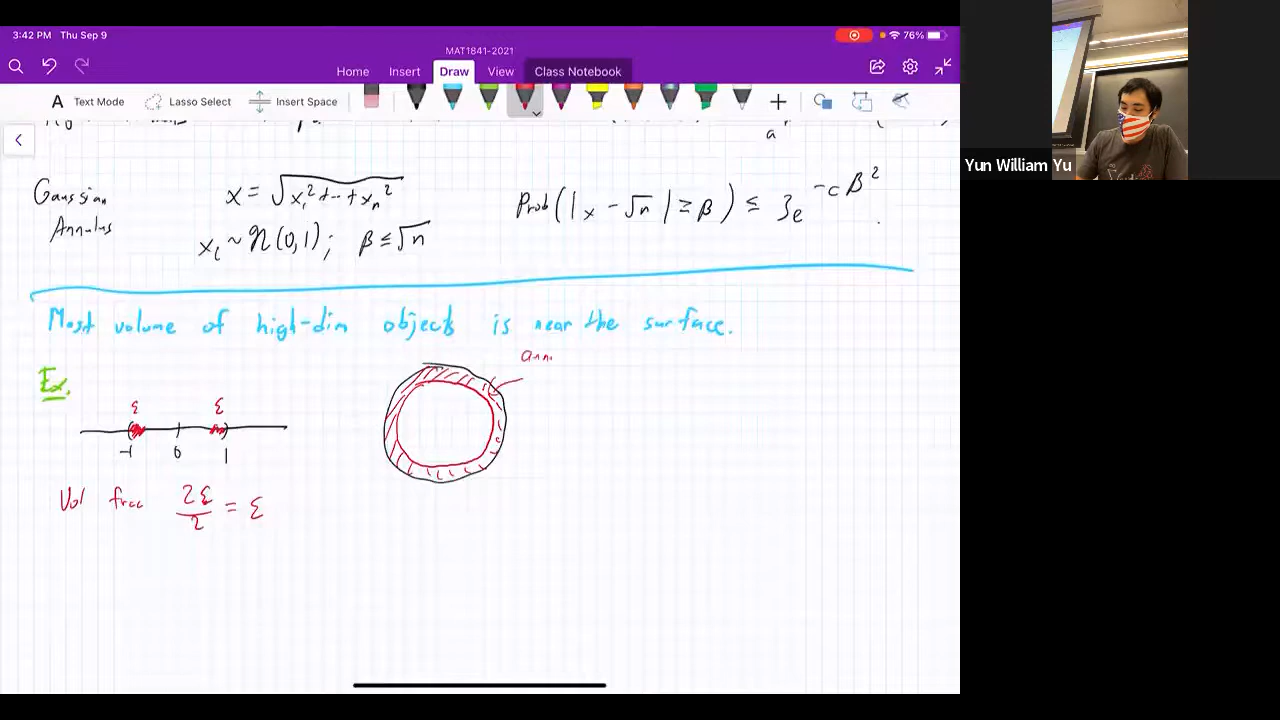 3:42 PM Thu Sep 9
76%
MAT1841-2021
Home Insert Draw View Class Notebook
Text Mode Lasso Select Insert Space
Gaussian
Annulus
x = √(x₁² + ⋯ + xₙ²)
xᵢ ~ N(0,1); β ≤ √n
Prob(|x − √n| ≥ β) ≤ 3e^{−cβ²}.
Most volume of high-dim objects is near the surface.
Ex.
ε ε
-1 0 1
Vol frac 2ε/2 = ε
ann
Yun William Yu